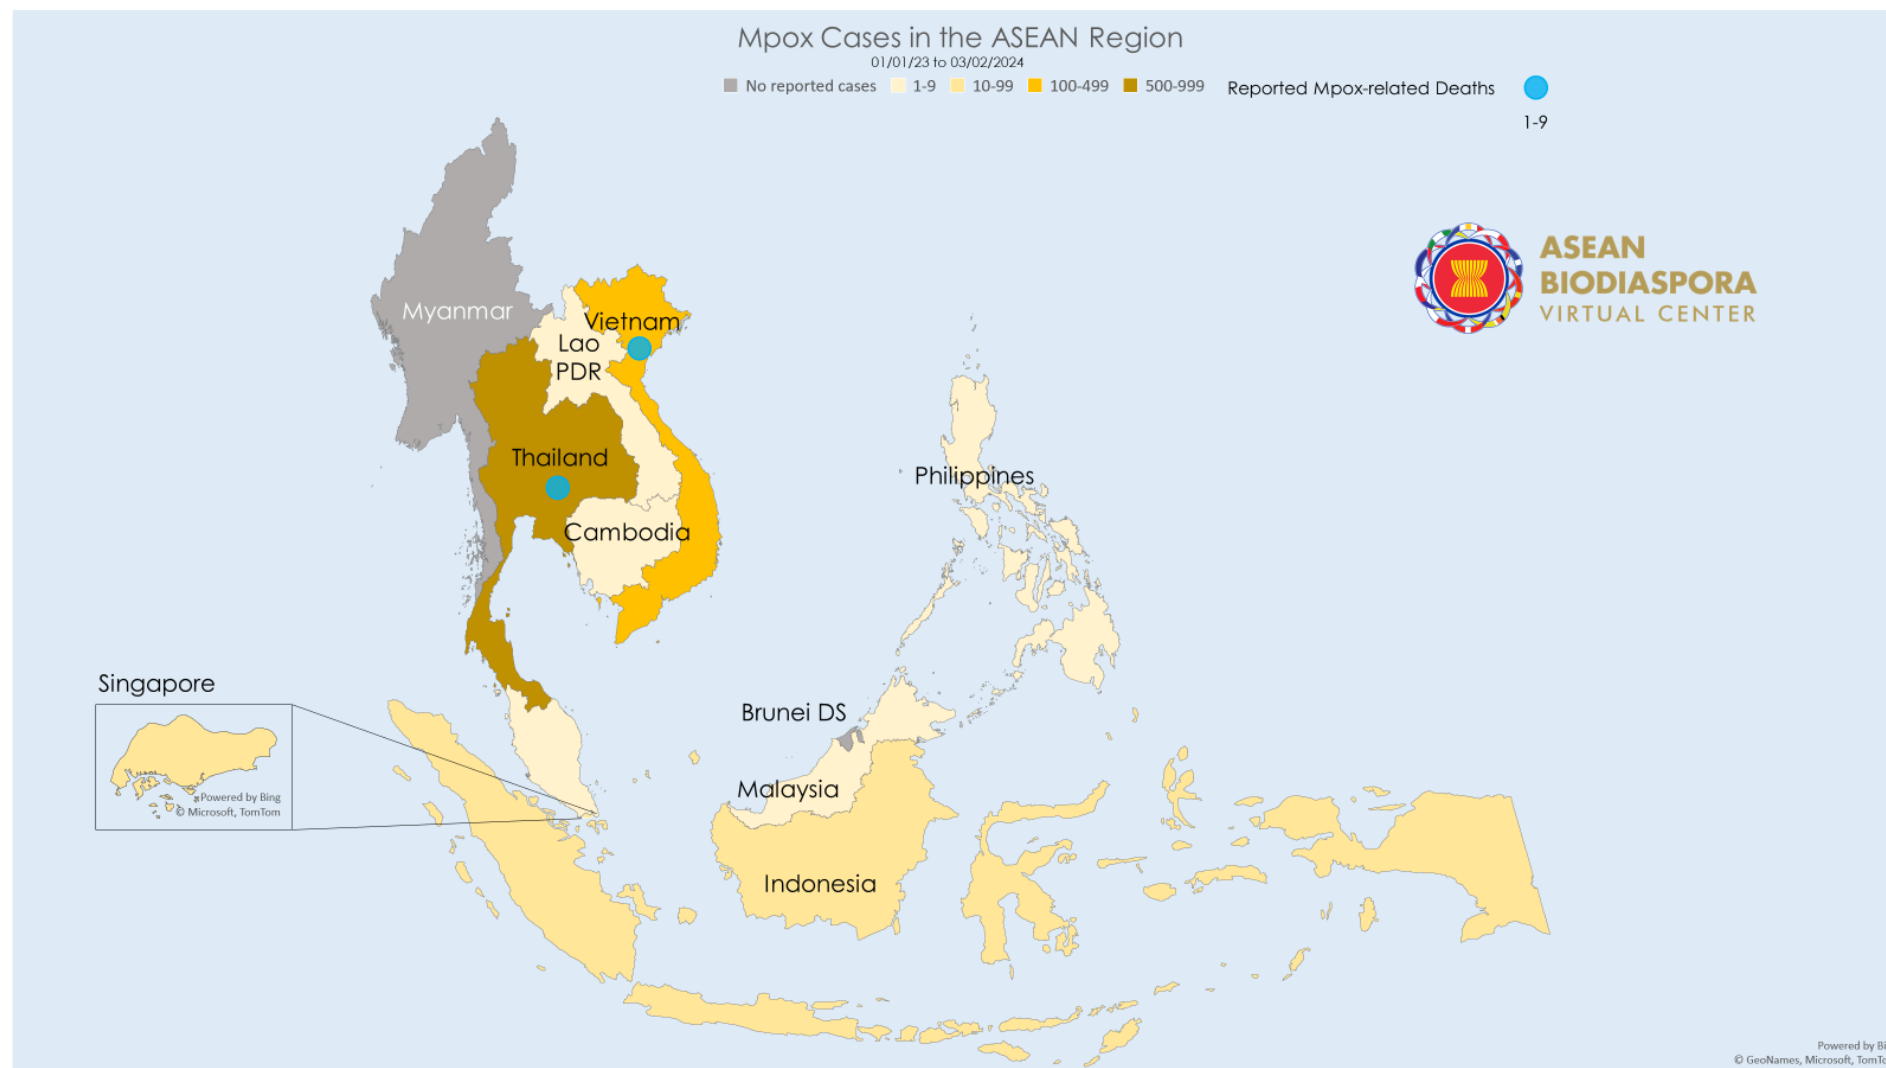 Mpox Cases in the ASEAN Region
01/01/23 to 03/02/2024
No reported cases 1-9 10-99 100-499 500-999 Reported Mpox-related Deaths
1-9
ASEAN
BIODIASPORA
VIRTUAL CENTER
Myanmar
Vietnam
Lao
PDR
Thailand
Philippines
Cambodia
Singapore
Brunei DS
Malaysia
Powered by Bing
© Microsoft, TomTom
Indonesia
Powered by Bi
© GeoNames, Microsoft, TomTo